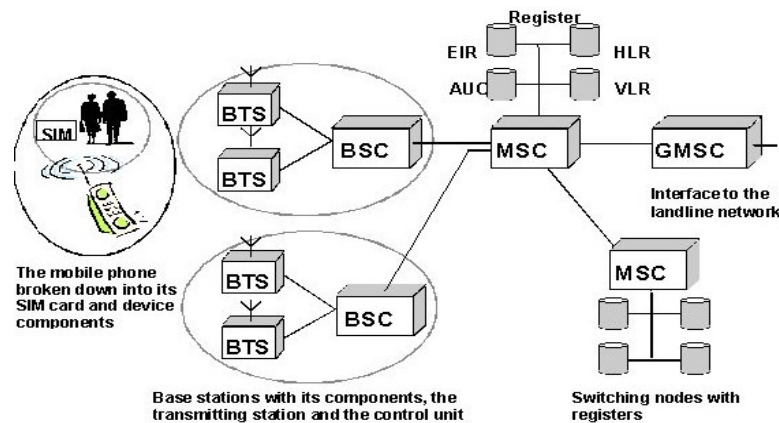 Register
EIR
HLR
AUC
VLR
SIM
BTS
BTS
BSC
MSC
GMSC
Interface to the
landline network
The mobile phone
broken down into its
SIM card and device
components
BTS
BTS
BSC
MSC
Base stations with its components, the
transmitting station and the control unit
Switching nodes with
registers